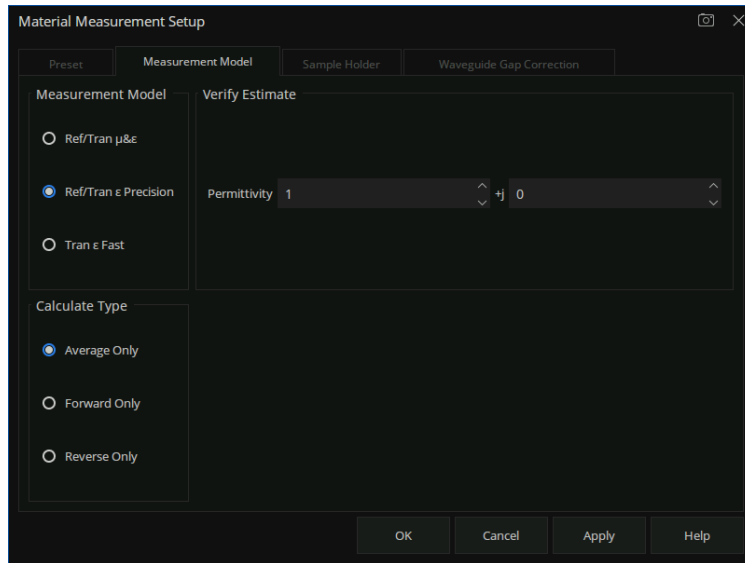 Material Measurement Setup
Preset
Measurement Model
Sample Holder
Waveguide Gap Correction
Measurement Model
Ref/Tran μ&ε
Ref/Tran ε Precision
Tran ε Fast
Verify Estimate
Permittivity 1 +j 0
Calculate Type
Average Only
Forward Only
Reverse Only
OK
Cancel
Apply
Help